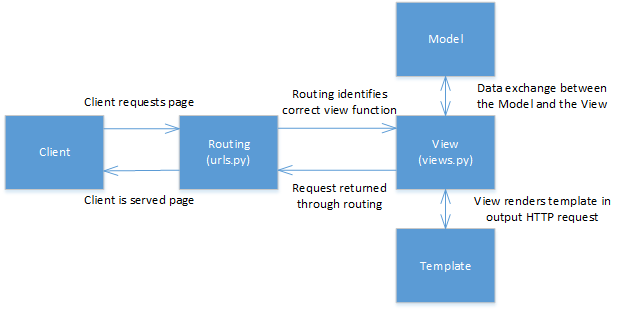 Model
Client requests page
Routing identifies
correct view function
Data exchange between
the Model and the View
Client
Routing
(urls.py)
View
(views.py)
Client is served page
Request returned
through routing
View renders template in
output HTTP request
Template